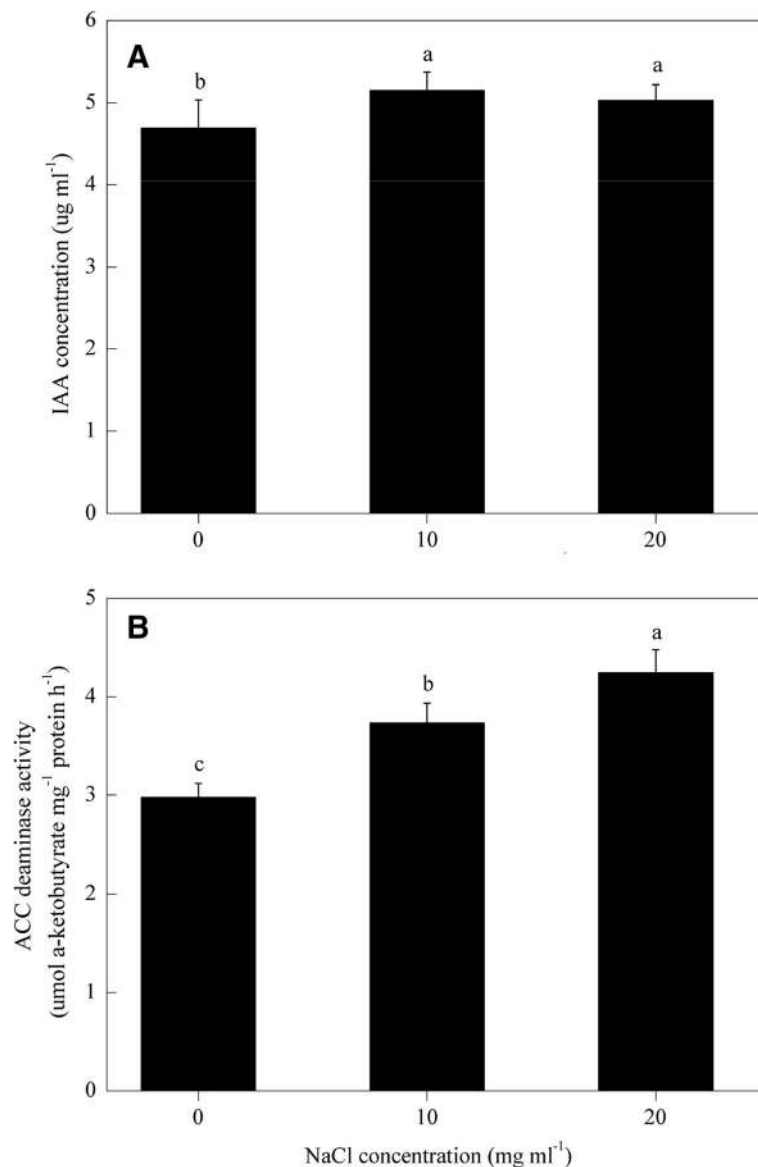 A
6
5
4
3
2
1
0
IAA concentration (ug ml⁻¹)
b
a
a
0
10
20
B
5
4
3
2
1
0
ACC deaminase activity
(umol a-ketobutyrate mg⁻¹ protein h⁻¹)
c
b
a
0
10
20
NaCl concentration (mg ml⁻¹)